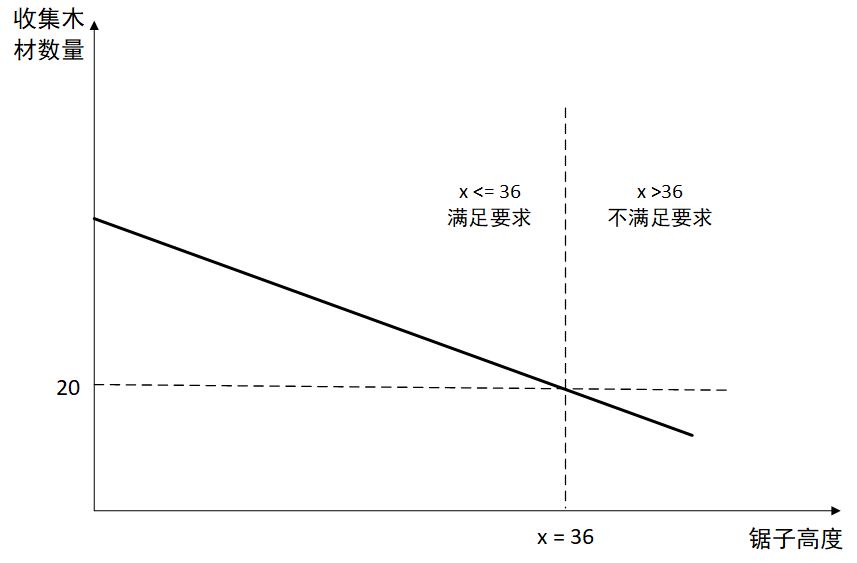 收集木
材数量
x <= 36
满足要求
x >36
不满足要求
20
x = 36
锯子高度